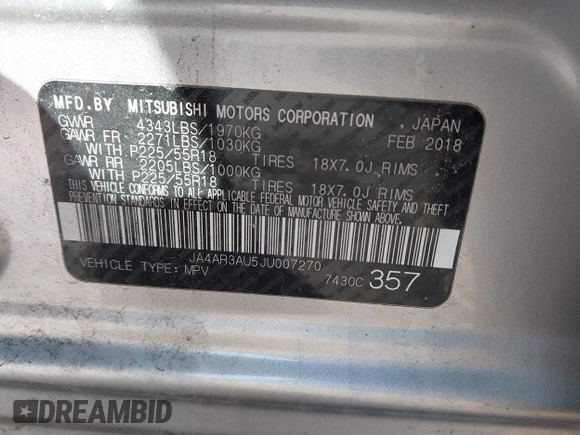 MFD.BY MITSUBISHI MOTORS CORPORATION . JAPAN
GVWR 4343LBS/1970KG FEB 2018
GAWR FR 2271LBS/1030KG
WITH P225/55R18 TIRES 18X7.0J RIMS
GAWR RR 2205LBS/1000KG
WITH P225/55R18 TIRES 18X7.0J RIMS
THIS VEHICLE CONFORMS TO ALL APPLICABLE FEDERAL MOTOR VEHICLE SAFETY AND THEFT
PREVENTION STANDARDS IN EFFECT ON THE DATE OF MANUFACTURE SHOWN ABOVE.
JA4AR3AU5JU007270
VEHICLE TYPE: MPV 7430C 357
DREAMBID